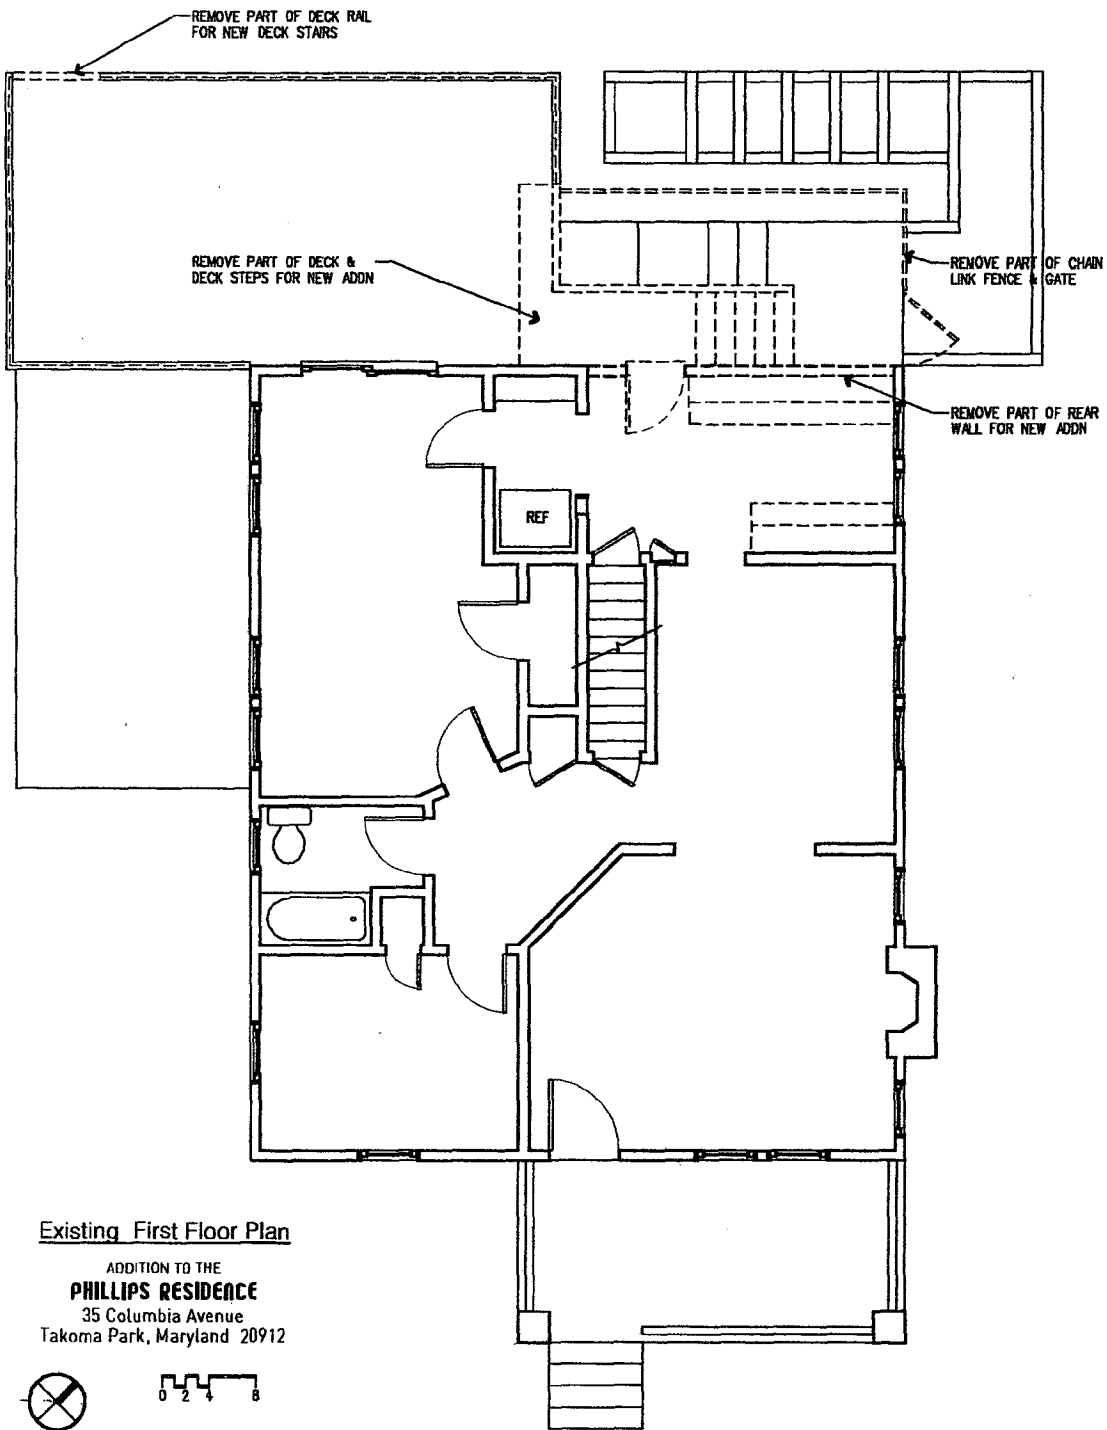 REMOVE PART OF DECK RAIL
FOR NEW DECK STAIRS
REMOVE PART OF DECK &
DECK STEPS FOR NEW ADDN
REMOVE PART OF CHAIN
LINK FENCE & GATE
REMOVE PART OF REAR
WALL FOR NEW ADDN
REF
Existing First Floor Plan
ADDITION TO THE
PHILLIPS RESIDENCE
35 Columbia Avenue
Takoma Park, Maryland 20912
0 2 4 8